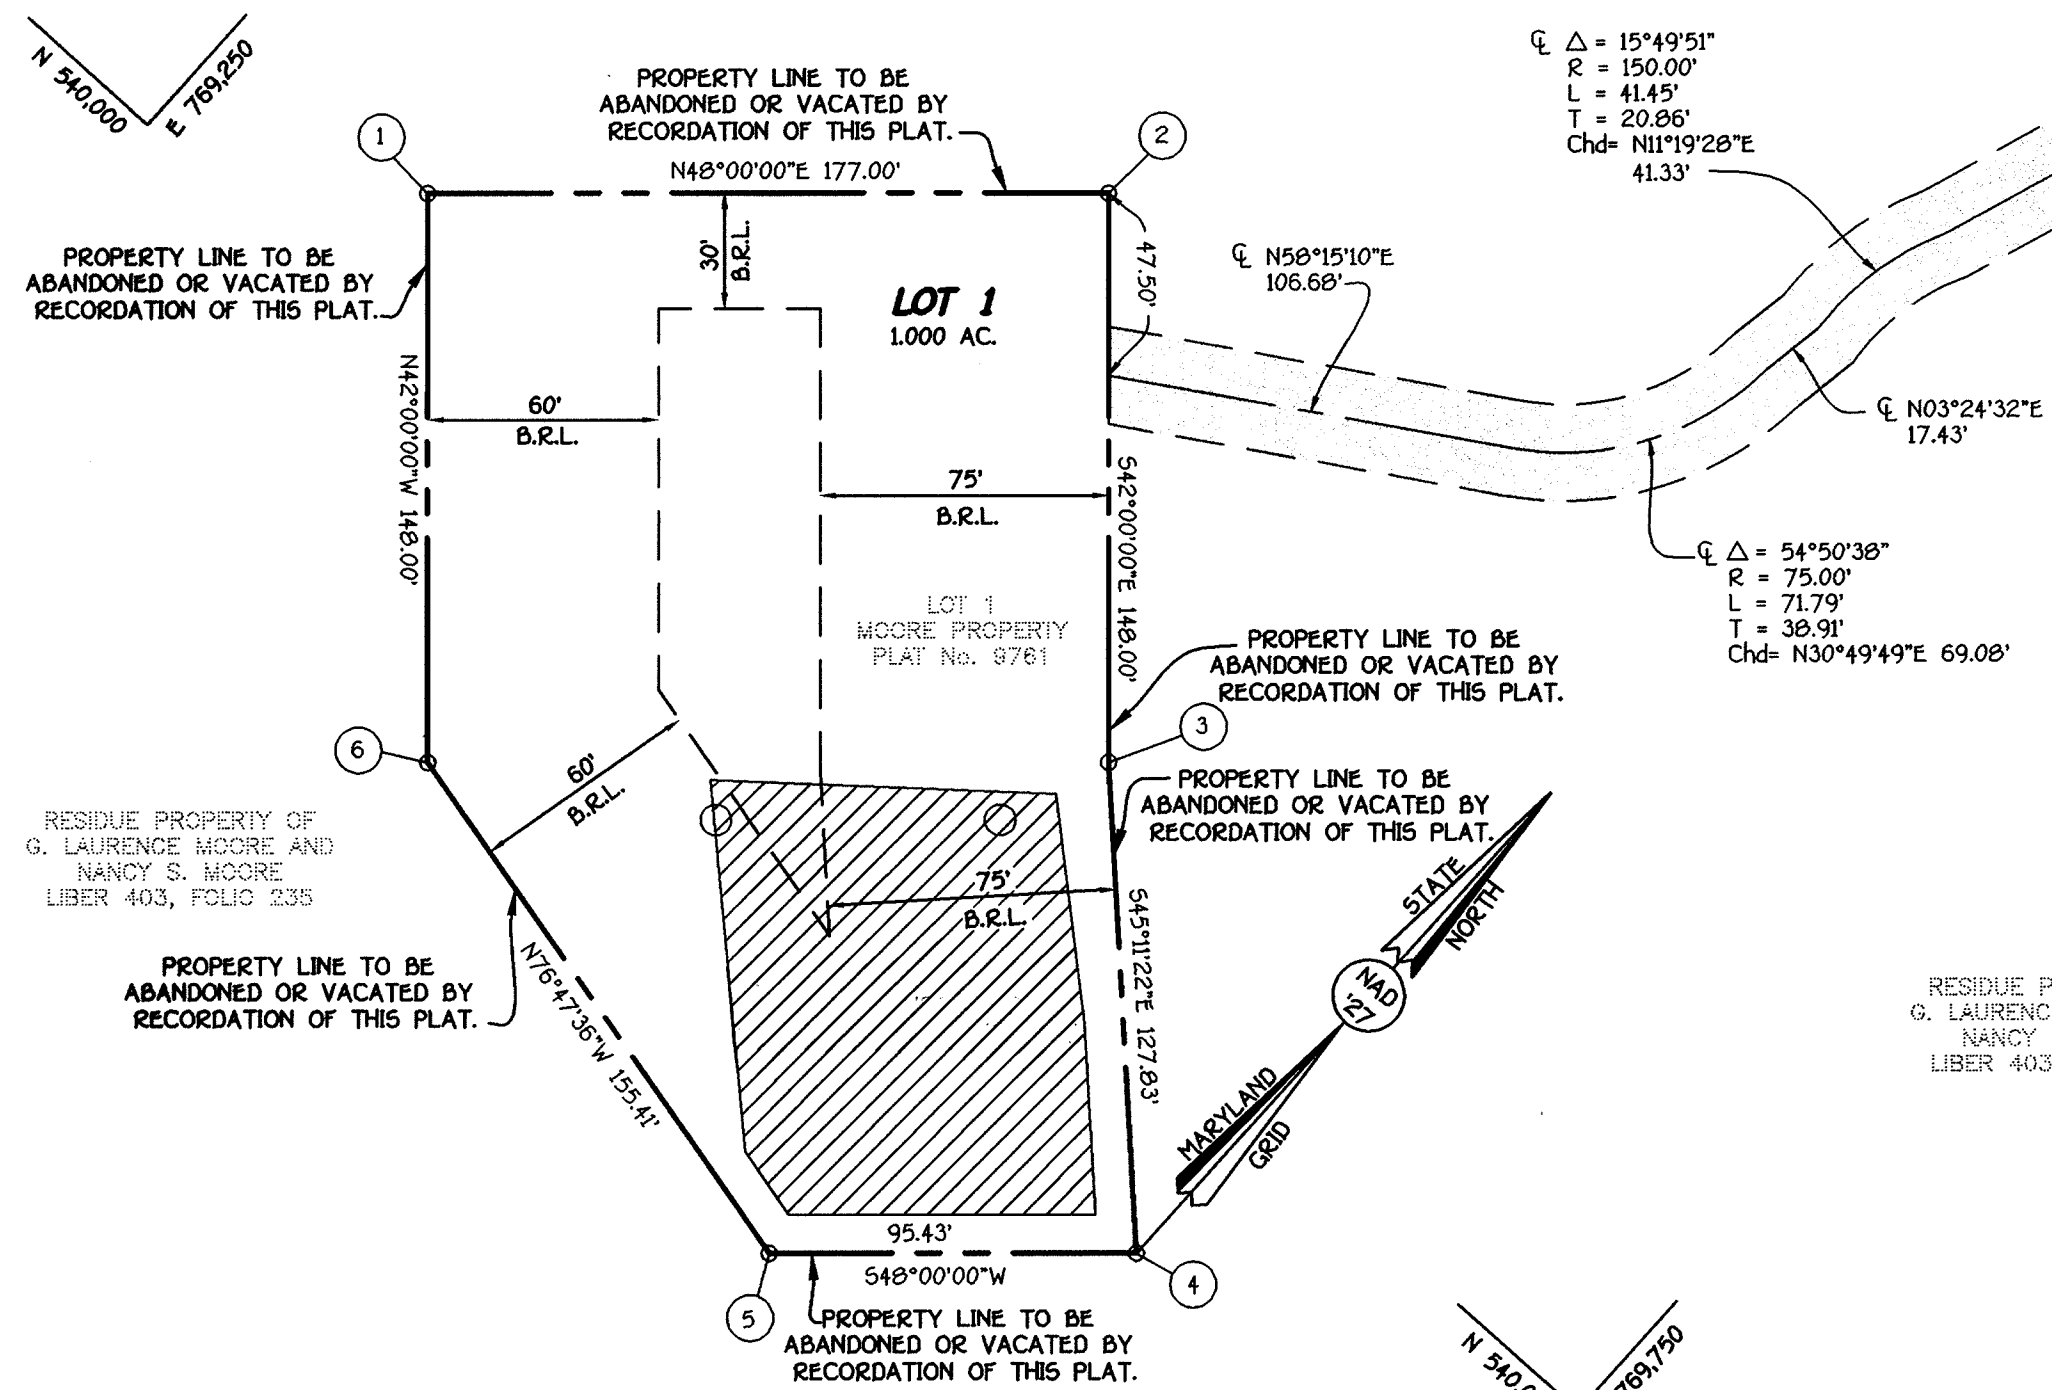 N 540,000
E 769,250
PROPERTY LINE TO BE
ABANDONED OR VACATED BY
RECORDATION OF THIS PLAT.
1
2
N48°00'00"E 177.00'
℄ Δ = 15°49'51"
R = 150.00'
L = 41.45'
T = 20.86'
Chd= N11°19'28"E
41.33'
PROPERTY LINE TO BE
ABANDONED OR VACATED BY
RECORDATION OF THIS PLAT.
30'
B.R.L.
LOT 1
1.000 AC.
47.50'
℄ N58°15'10"E
106.68'
60'
B.R.L.
N42°00'00"W 148.00'
75'
B.R.L.
S42°00'00"E 148.00'
℄ N03°24'32"E
17.43'
℄ Δ = 54°50'38"
R = 75.00'
L = 71.79'
T = 38.91'
Chd= N30°49'49"E 69.08'
LOT 1
MOORE PROPERTY
PLAT No. 9761
PROPERTY LINE TO BE
ABANDONED OR VACATED BY
RECORDATION OF THIS PLAT.
3
6
60'
B.R.L.
PROPERTY LINE TO BE
ABANDONED OR VACATED BY
RECORDATION OF THIS PLAT.
RESIDUE PROPERTY OF
G. LAURENCE MOORE AND
NANCY S. MOORE
LIBER 403, FOLIO 235
75'
B.R.L.
S45°11'22"E 127.83'
STATE
NORTH
NAD
'27
MARYLAND
GRID
PROPERTY LINE TO BE
ABANDONED OR VACATED BY
RECORDATION OF THIS PLAT.
N76°47'36"W 155.41'
RESIDUE P
G. LAURENC
NANCY
LIBER 403
95.43'
S48°00'00"W
4
5
PROPERTY LINE TO BE
ABANDONED OR VACATED BY
RECORDATION OF THIS PLAT.
N 540,0
769,750